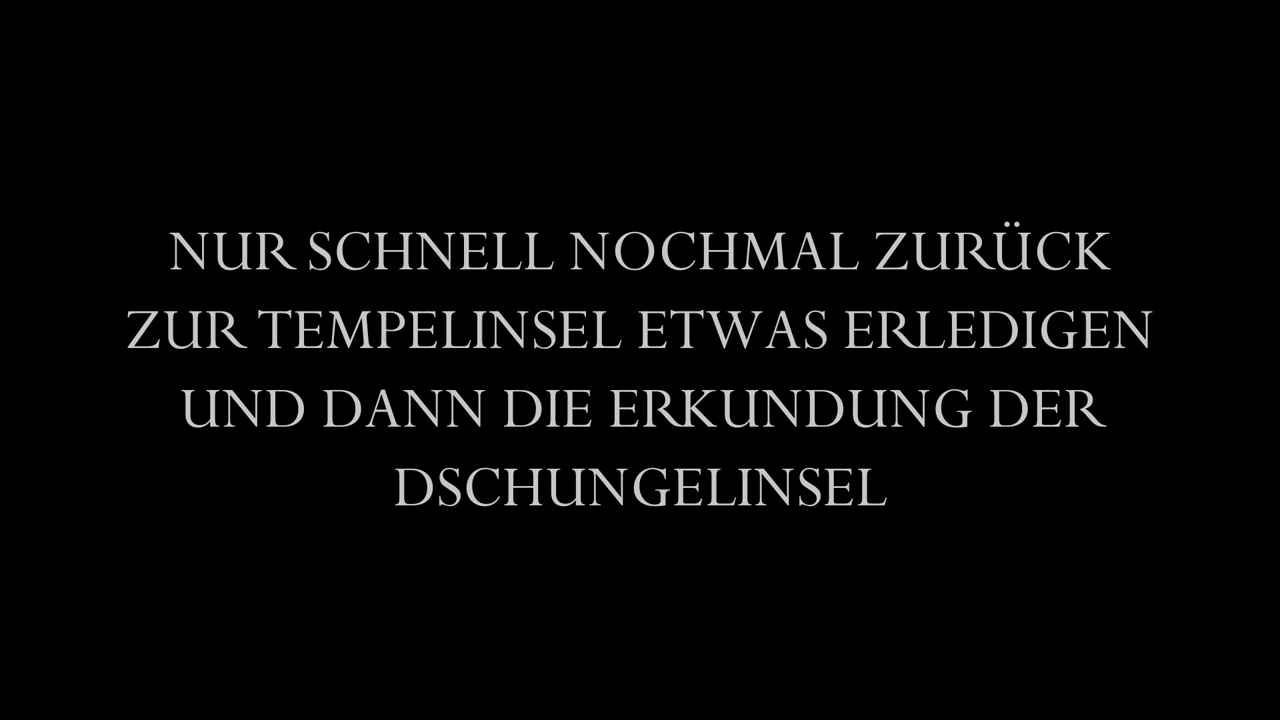 NUR SCHNELL NOCHMAL ZURÜCK
ZUR TEMPELINSEL ETWAS ERLEDIGEN
UND DANN DIE ERKUNDUNG DER
DSCHUNGELINSEL